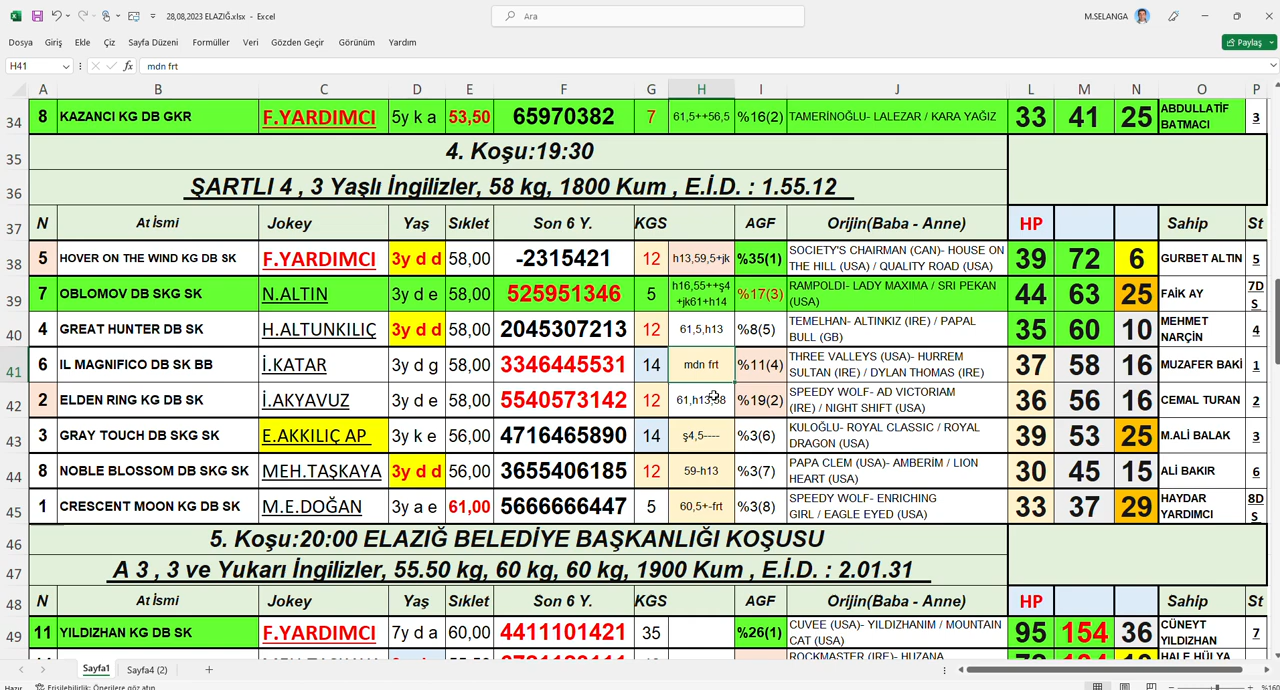 28,08,2023 ELAZIĞ.xlsx - Excel
Ara
M.SELANGA
Dosya Giriş Ekle Çiz Sayfa Düzeni Formüller Veri Gözden Geçir Görünüm Yardım
Paylaş
H41 fx mdn frt
A B C D E F G H I J L M N O P
34 8 KAZANCI KG DB GKR F.YARDIMCI 5y k a 53,50 65970382 7 61,5++56,5 %16(2) TAMERİNOĞLU- LALEZAR / KARA YAĞIZ 33 41 25 ABDULLATİF BATMACI 3
35 4. Koşu:19:30
36 ŞARTLI 4 , 3 Yaşlı İngilizler, 58 kg, 1800 Kum , E.İ.D. : 1.55.12
37 N At İsmi Jokey Yaş Sıklet Son 6 Y. KGS AGF Orijin(Baba - Anne) HP Sahip St
38 5 HOVER ON THE WIND KG DB SK F.YARDIMCI 3y d d 58,00 -2315421 12 h13,59,5+jk %35(1) SOCIETY'S CHAIRMAN (CAN)- HOUSE ON THE HILL (USA) / QUALITY ROAD (USA) 39 72 6 GURBET ALTIN 5
39 7 OBLOMOV DB SKG SK N.ALTIN 3y d e 58,00 525951346 5 h16,55++ş4 +jk61+h14 %17(3) RAMPOLDI- LADY MAXIMA / SRI PEKAN (USA) 44 63 25 FAİK AY 7D S
40 4 GREAT HUNTER DB SK H.ALTUNKILIÇ 3y d d 58,00 2045307213 12 61,5,h13 %8(5) TEMELHAN- ALTINKIZ (IRE) / PAPAL BULL (GB) 35 60 10 MEHMET NARÇİN 4
41 6 IL MAGNIFICO DB SK BB İ.KATAR 3y d g 58,00 3346445531 14 mdn frt %11(4) THREE VALLEYS (USA)- HURREM SULTAN (IRE) / DYLAN THOMAS (IRE) 37 58 16 MUZAFER BAKİ 1
42 2 ELDEN RING KG DB SK İ.AKYAVUZ 3y d e 58,00 5540573142 12 61,h13,58 %19(2) SPEEDY WOLF- AD VICTORIAM (IRE) / NIGHT SHIFT (USA) 36 56 16 CEMAL TURAN 2
43 3 GRAY TOUCH DB SKG SK E.AKKILIÇ AP 3y k e 56,00 4716465890 14 ş4,5---- %3(6) KULOĞLU- ROYAL CLASSIC / ROYAL DRAGON (USA) 39 53 25 M.ALİ BALAK 3
44 8 NOBLE BLOSSOM DB SKG SK MEH.TAŞKAYA 3y d d 56,00 3655406185 12 59-h13 %3(7) PAPA CLEM (USA)- AMBERİM / LION HEART (USA) 30 45 15 ALİ BAKIR 6
45 1 CRESCENT MOON KG DB SK M.E.DOĞAN 3y a e 61,00 5666666447 5 60,5+-frt %3(8) SPEEDY WOLF- ENRICHING GIRL / EAGLE EYED (USA) 33 37 29 HAYDAR YARDIMCI 8D S
46 5. Koşu:20:00 ELAZIĞ BELEDİYE BAŞKANLIĞI KOŞUSU
47 A 3 , 3 ve Yukarı İngilizler, 55.50 kg, 60 kg, 60 kg, 1900 Kum , E.İ.D. : 2.01.31
48 N At İsmi Jokey Yaş Sıklet Son 6 Y. KGS AGF Orijin(Baba - Anne) HP Sahip St
49 11 YILDIZHAN KG DB SK F.YARDIMCI 7y d a 60,00 4411101421 35 %26(1) CUVEE (USA)- YILDIZHANIM / MOUNTAIN CAT (USA) 95 154 36 CÜNEYT YILDIZHAN 7
ROCKMASTER (IRE)- HUZANA HALE HÜLYA
Sayfa1 Sayfa4 (2)
Hazır Erişilebilirlik: Önerilere göz atın %160